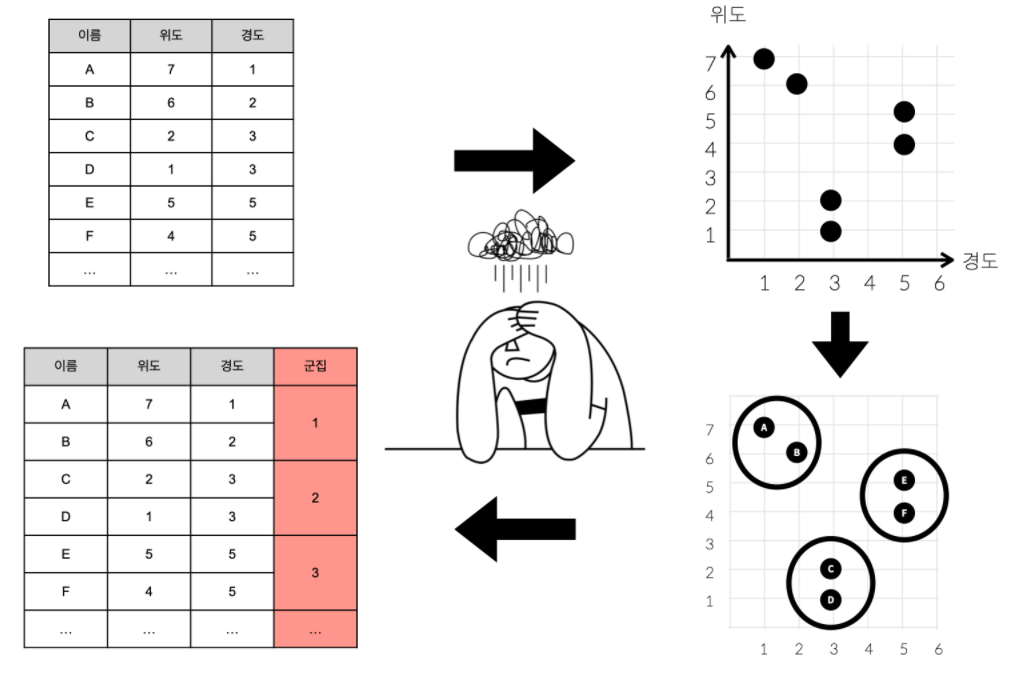 이름 위도 경도
A 7 1
B 6 2
C 2 3
D 1 3
E 5 5
F 4 5
... ... ...
위도
7
6
5
4
3
2
1
경도
1 2 3 4 5 6
이름 위도 경도 군집
A 7 1 1
B 6 2
C 2 3 2
D 1 3
E 5 5 3
F 4 5
... ... ... ...
7
6
5
4
3
2
1
A
B
E
F
C
D
1 2 3 4 5 6